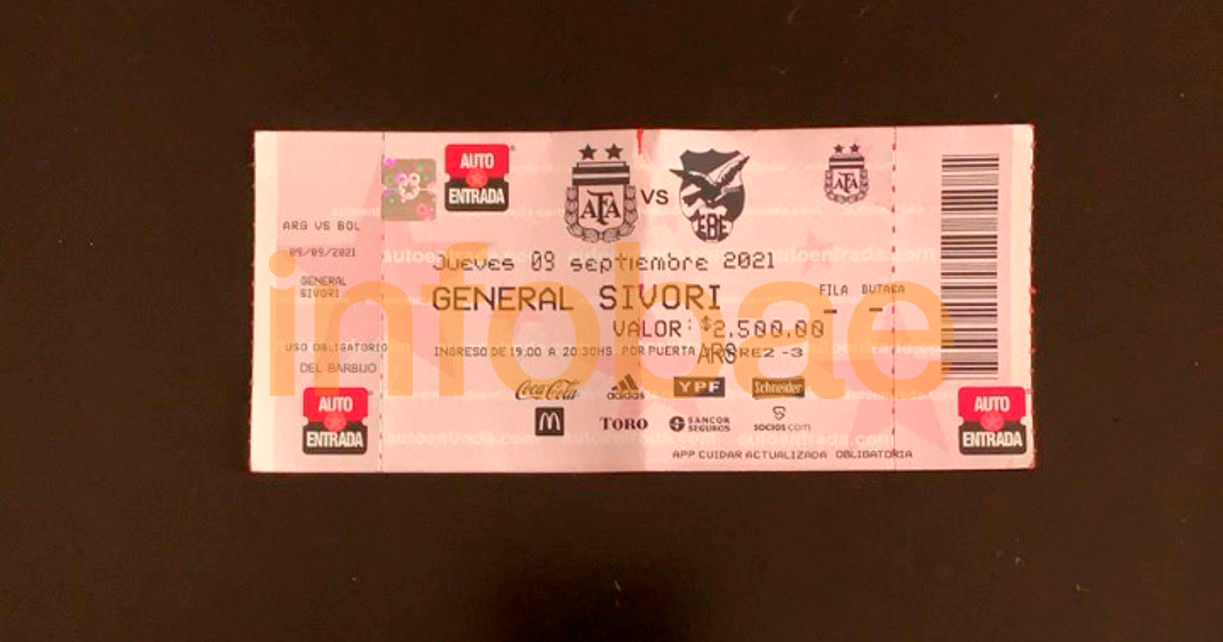 AUTO
ENTRADA
AFA
VS
AFA
ARG VS BOL
09/09/2021
GENERAL
SIVORI
USO OBLIGATORIO
DEL BARBIJO
AUTO
ENTRADA
Jueves 09 septiembre 2021
GENERAL SIVORI
FILA BUTACA
- -
VALOR: $2.500,00
ARS
INGRESO DE 19:00 A 20:30HS. POR PUERTA
RE2 -3
Coca-Cola adidas YPF Schneider
TORO SANCOR SEGUROS SOCIOS.com
APP CUIDAR ACTUALIZADA OBLIGATORIA
AUTO
ENTRADA
autoentrada.com
infobae